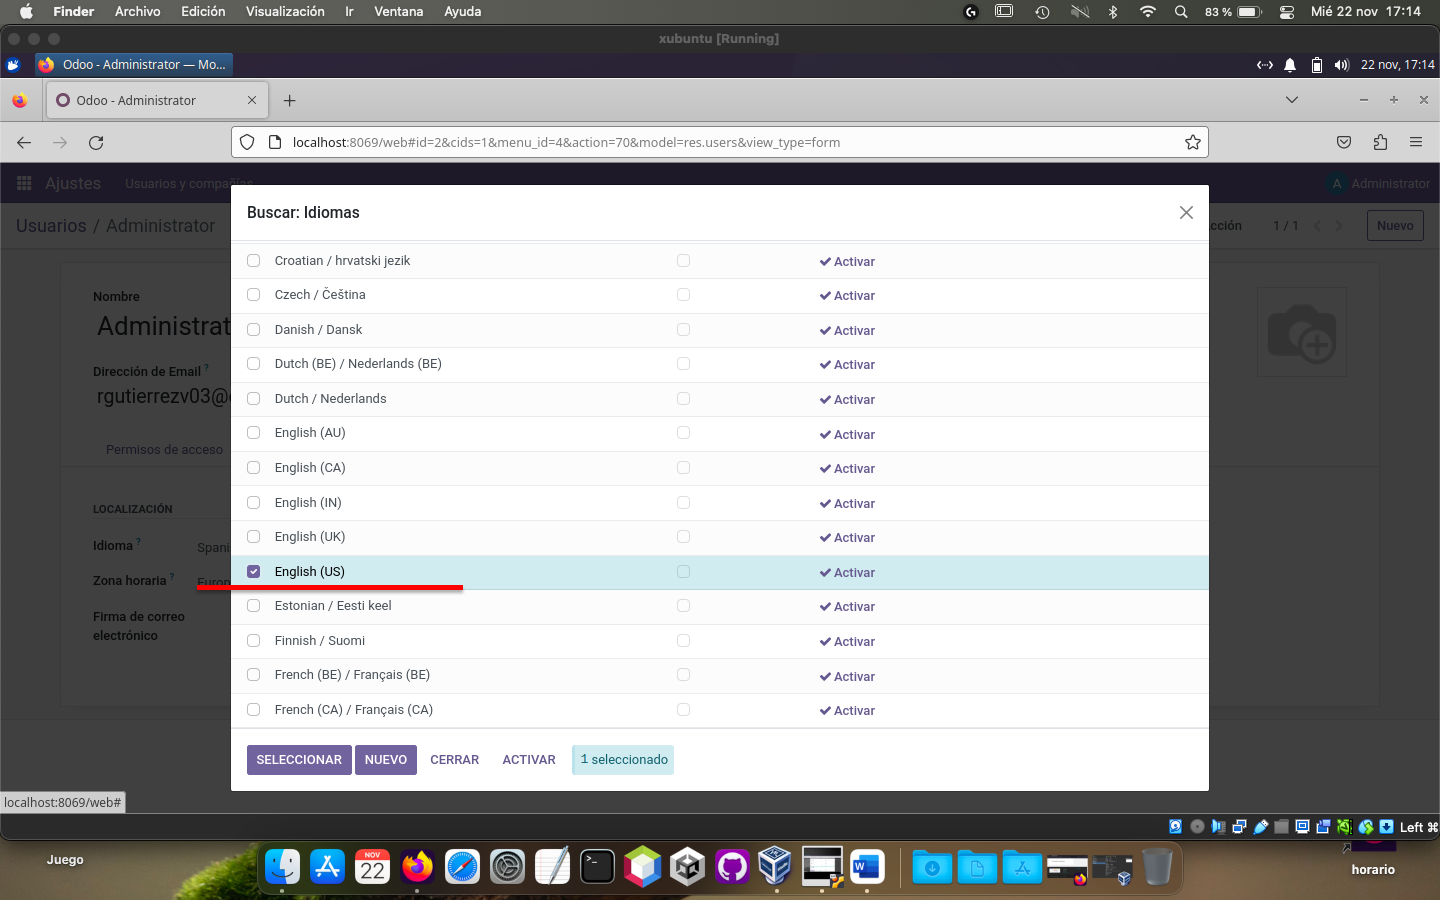 Finder Archivo Edición Visualización Ir Ventana Ayuda 83 % Mié 22 nov 17:14
xubuntu [Running]
Odoo - Administrator — Mo... 22 nov, 17:14
Odoo - Administrator
localhost:8069/web#id=2&cids=1&menu_id=4&action=70&model=res.users&view_type=form
Ajustes Usuarios y compañías A Administrator
Usuarios / Administrator cción 1 / 1 Nuevo
Buscar: Idiomas
Croatian / hrvatski jezik Activar
Czech / Čeština Activar
Danish / Dansk Activar
Dutch (BE) / Nederlands (BE) Activar
Dutch / Nederlands Activar
English (AU) Activar
English (CA) Activar
English (IN) Activar
English (UK) Activar
English (US) Activar
Estonian / Eesti keel Activar
Finnish / Suomi Activar
French (BE) / Français (BE) Activar
French (CA) / Français (CA) Activar
SELECCIONAR NUEVO CERRAR ACTIVAR 1 seleccionado
Nombre
Administrat
Dirección de Email ?
rgutierrezv03@
Permisos de acceso
LOCALIZACIÓN
Idioma ? Spani
Zona horaria ? Europ
Firma de correo
electrónico
localhost:8069/web#
Left ⌘
Juego
NOV
22
horario